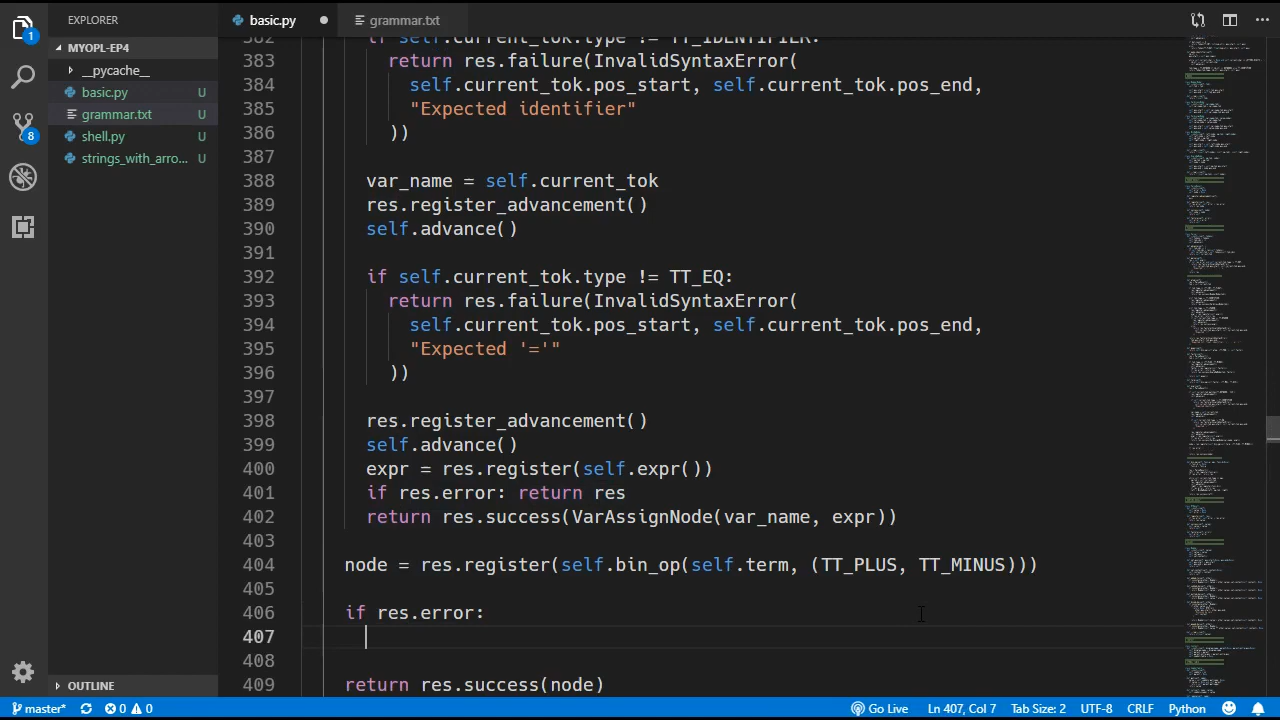 EXPLORER
basic.py
grammar.txt
1
MYOPL-EP4
__pycache__
basic.py U
grammar.txt U
shell.py U
strings_with_arro... U
8
OUTLINE
382 if self.current_tok.type != TT_IDENTIFIER:
383 return res.failure(InvalidSyntaxError(
384 self.current_tok.pos_start, self.current_tok.pos_end,
385 "Expected identifier"
386 ))
387
388 var_name = self.current_tok
389 res.register_advancement()
390 self.advance()
391
392 if self.current_tok.type != TT_EQ:
393 return res.failure(InvalidSyntaxError(
394 self.current_tok.pos_start, self.current_tok.pos_end,
395 "Expected '='"
396 ))
397
398 res.register_advancement()
399 self.advance()
400 expr = res.register(self.expr())
401 if res.error: return res
402 return res.success(VarAssignNode(var_name, expr))
403
404 node = res.register(self.bin_op(self.term, (TT_PLUS, TT_MINUS)))
405
406 if res.error:
407
408
409 return res.success(node)
master* 0 0 Go Live Ln 407, Col 7 Tab Size: 2 UTF-8 CRLF Python